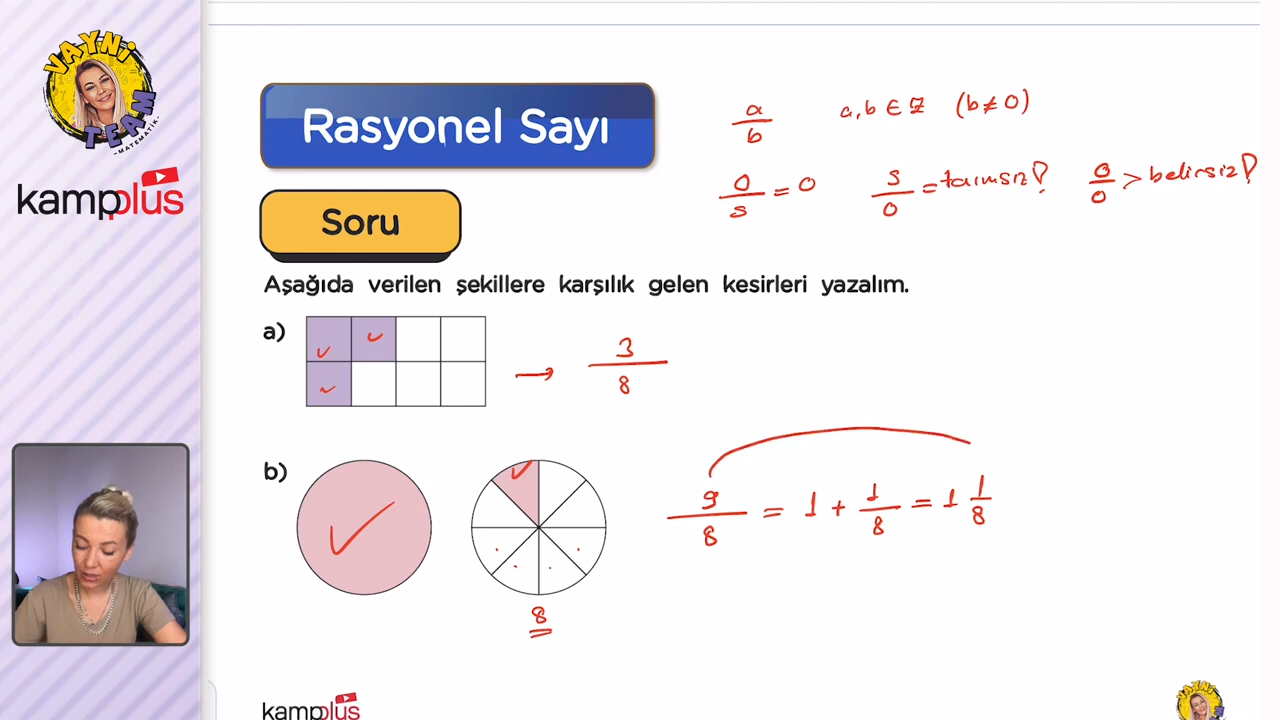 VAYNİ
TEAM
-MATEMATİK-
kampplus
Rasyonel Sayı
a/b a,b ∈ Z (b≠0)
0/5 = 0 5/0 = tanımsız! 0/0 > belirsiz!
Soru
Aşağıda verilen şekillere karşılık gelen kesirleri yazalım.
a) → 3/8
b) 9/8 = 1 + 1/8 = 1 1/8
8
kampplus
VAYNİ